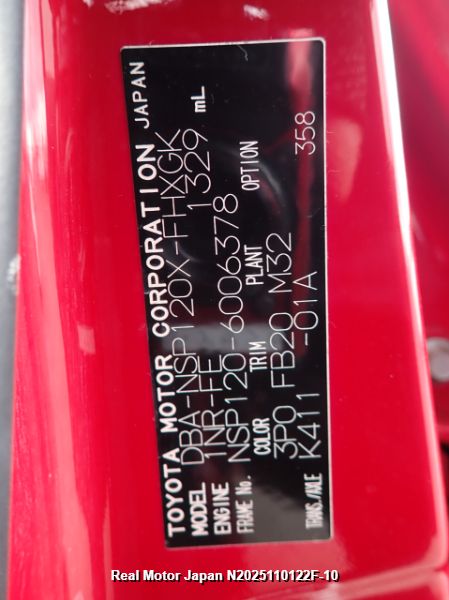 TOYOTA MOTOR CORPORATION JAPAN
MODEL DBA-NSP120X-FHXGK
ENGINE 1NR-FE 1329 mL
FRAME No. NSP120-6006378
COLOR TRIM PLANT OPTION
3P0 FB20 M32 358
TRANS./AXLE K411 -01A
Real Motor Japan N2025110122F-10